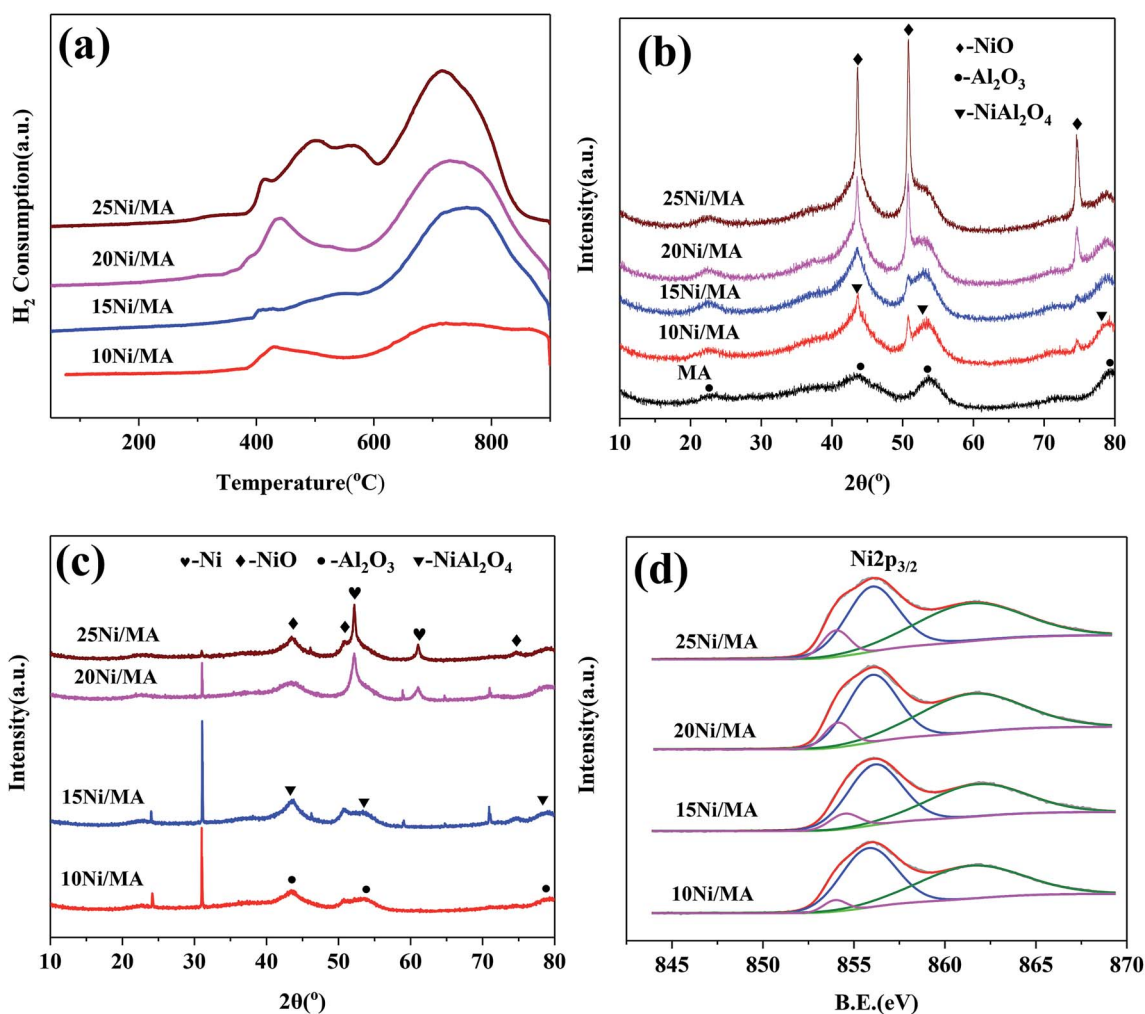 (a)
25Ni/MA
20Ni/MA
15Ni/MA
10Ni/MA
H₂ Consumption(a.u.)
200 400 600 800
Temperature(°C)
(b)
♦-NiO
●-Al₂O₃
▼-NiAl₂O₄
25Ni/MA
20Ni/MA
15Ni/MA
10Ni/MA
MA
Intensity(a.u.)
10 20 30 40 50 60 70 80
2θ(°)
(c)
♥-Ni ♦-NiO ●-Al₂O₃ ▼-NiAl₂O₄
25Ni/MA
20Ni/MA
15Ni/MA
10Ni/MA
Intensity(a.u.)
10 20 30 40 50 60 70 80
2θ(°)
(d)
Ni2p₃/₂
25Ni/MA
20Ni/MA
15Ni/MA
10Ni/MA
Intensity(a.u.)
845 850 855 860 865 870
B.E.(eV)